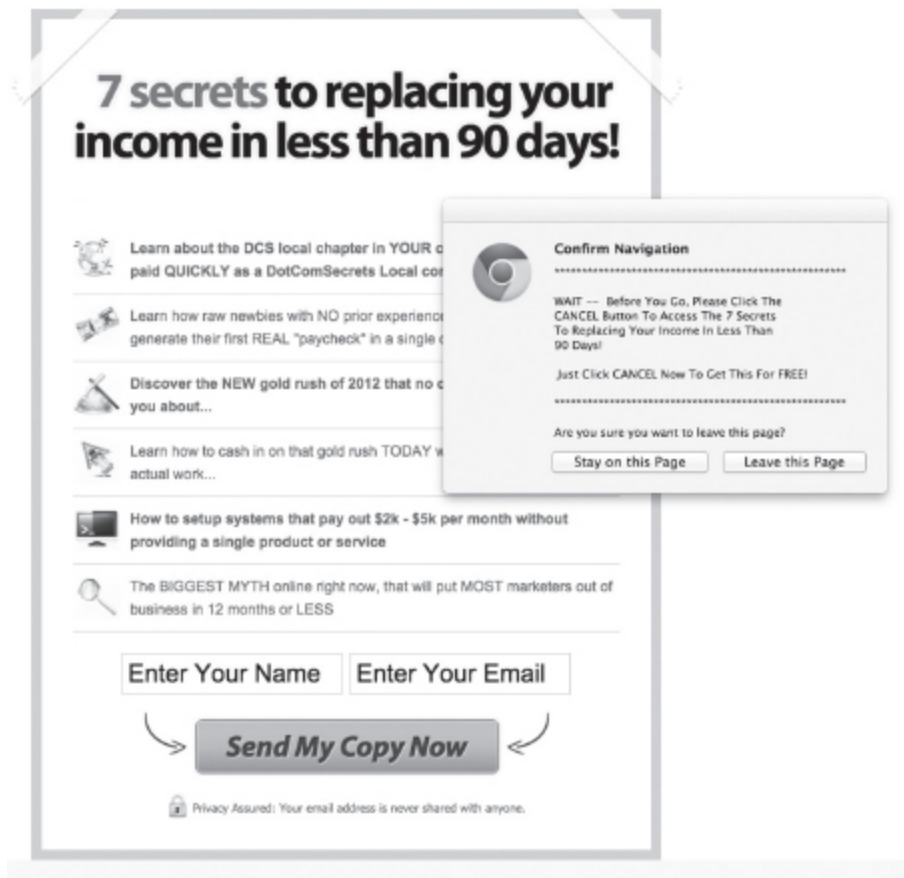 7 secrets to replacing your
income in less than 90 days!
Learn about the DCS local chapter in YOUR
paid QUICKLY as a DotComSecrets Local
Learn how raw newbies with NO prior experience
generate their first REAL "paycheck" in a single
Discover the NEW gold rush of 2012 that no
you about...
Learn how to cash in on that gold rush TODAY
actual work...
How to setup systems that pay out $2k - $5k per month without
providing a single product or service
The BIGGEST MYTH online right now, that will put MOST marketers out of
business in 12 months or LESS
Enter Your Name
Enter Your Email
Send My Copy Now
Privacy Assured: Your email address is never shared with anyone.
Confirm Navigation
******************************************************
WAIT -- Before You Go, Please Click The
CANCEL Button To Access The 7 Secrets
To Replacing Your Income In Less Than
90 Days!
Just Click CANCEL Now To Get This For FREE!
******************************************************
Are you sure you want to leave this page?
Stay on this Page
Leave this Page